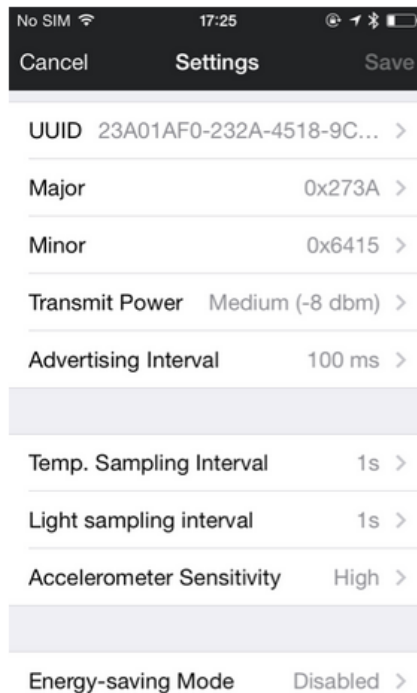 No SIM 17:25
Cancel Settings Save
UUID 23A01AF0-232A-4518-9C... >
Major 0x273A >
Minor 0x6415 >
Transmit Power Medium (-8 dbm) >
Advertising Interval 100 ms >
Temp. Sampling Interval 1s >
Light sampling interval 1s >
Accelerometer Sensitivity High >
Energy-saving Mode Disabled >